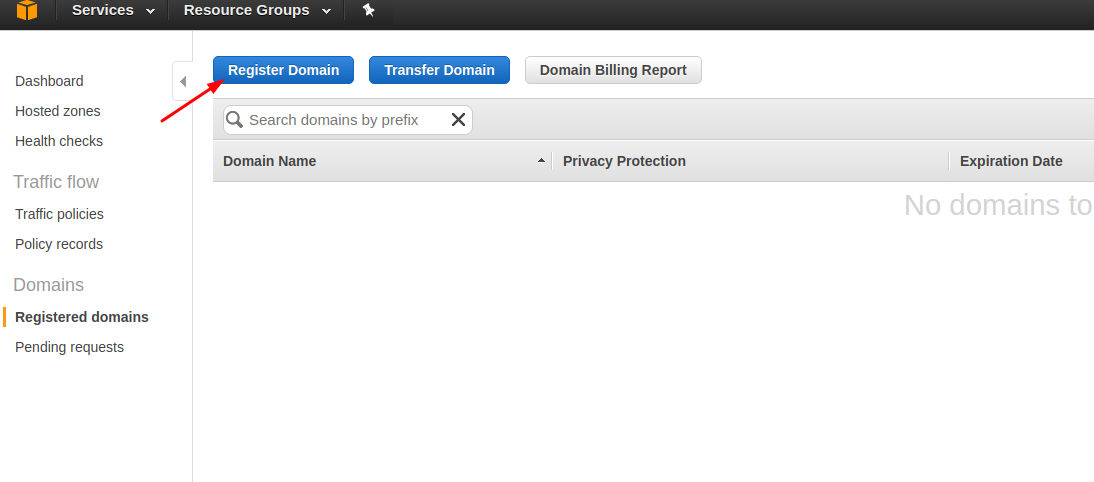 Services
Resource Groups
Dashboard
Hosted zones
Health checks
Traffic flow
Traffic policies
Policy records
Domains
Registered domains
Pending requests
Register Domain
Transfer Domain
Domain Billing Report
Search domains by prefix
Domain Name
Privacy Protection
Expiration Date
No domains to